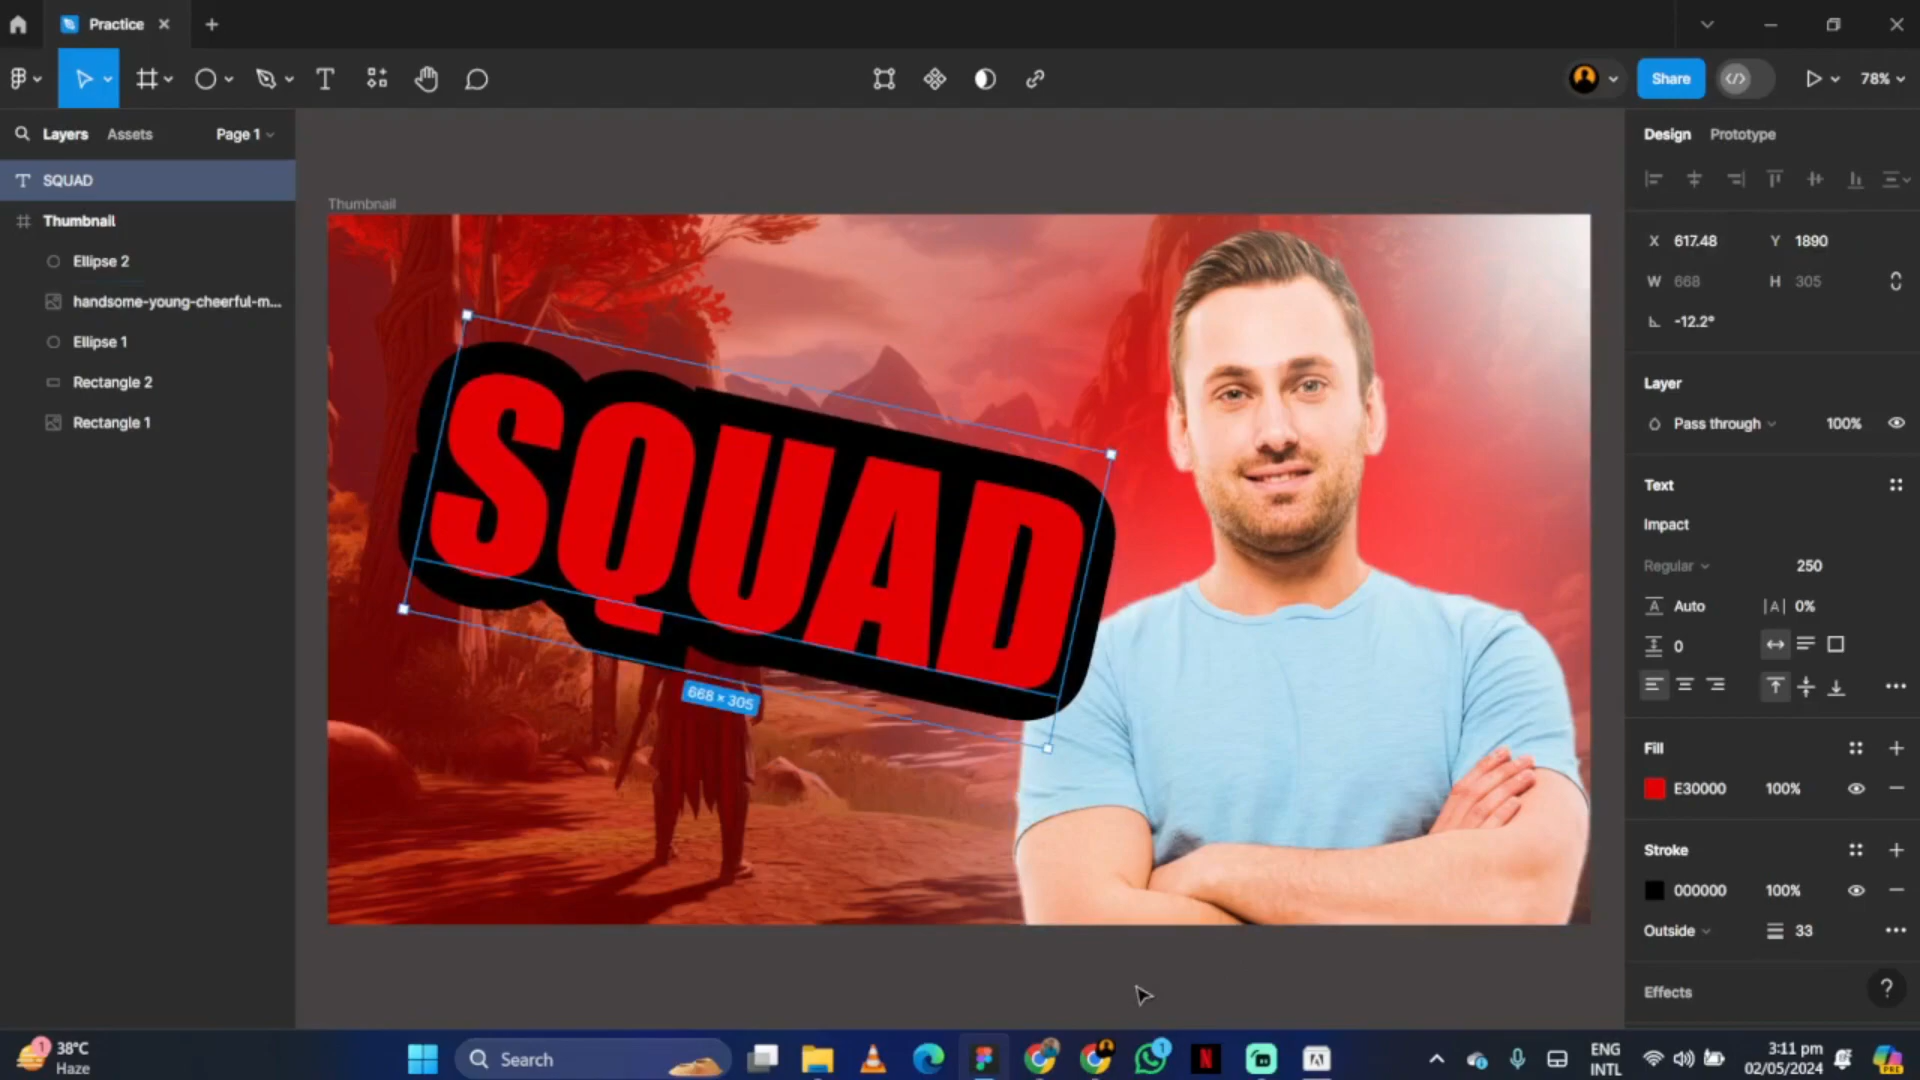 Practice
Share
78%
Layers
Assets
Page 1
Design
Prototype
SQUAD
Thumbnail
Ellipse 2
handsome-young-cheerful-m...
Ellipse 1
Rectangle 2
Rectangle 1
Thumbnail
SQUAD
668 × 305
X 617.48
Y 1890
W 668
H 305
-12.2°
Layer
Pass through
100%
Text
Impact
Regular
250
Auto
|A| 0%
0
Fill
E30000
100%
Stroke
000000
100%
Outside
33
Effects
?
1
38°C
Haze
Search
1
ENG
INTL
3:11 pm
02/05/2024
PRE